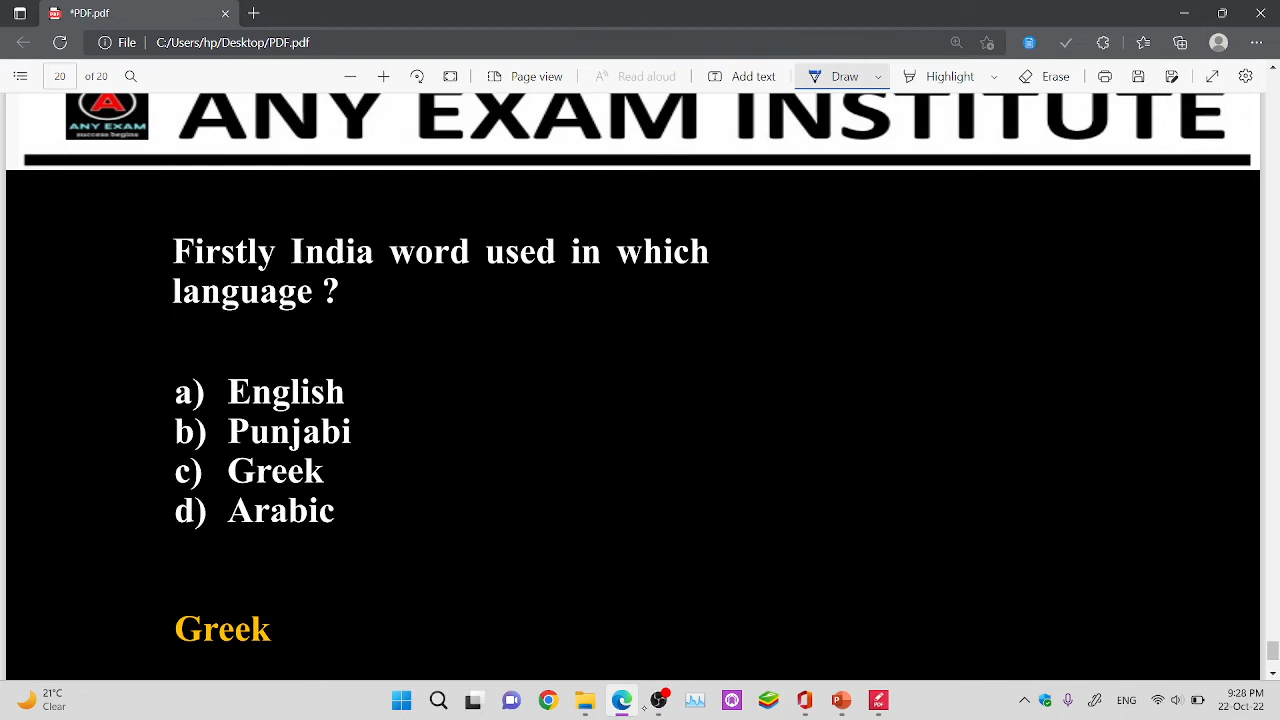 *PDf.pdf
File C:/Users/hp/Desktop/PDF.pdf
20 of 20 Page view Read aloud Add text Draw Highlight Erase
A
ANY EXAM
success begins
ANY EXAM INSTITUTE
Firstly India word used in which
language ?
a) English
b) Punjabi
c) Greek
d) Arabic
Greek
21°C
Clear
ENG
9:28 PM
22-Oct-22